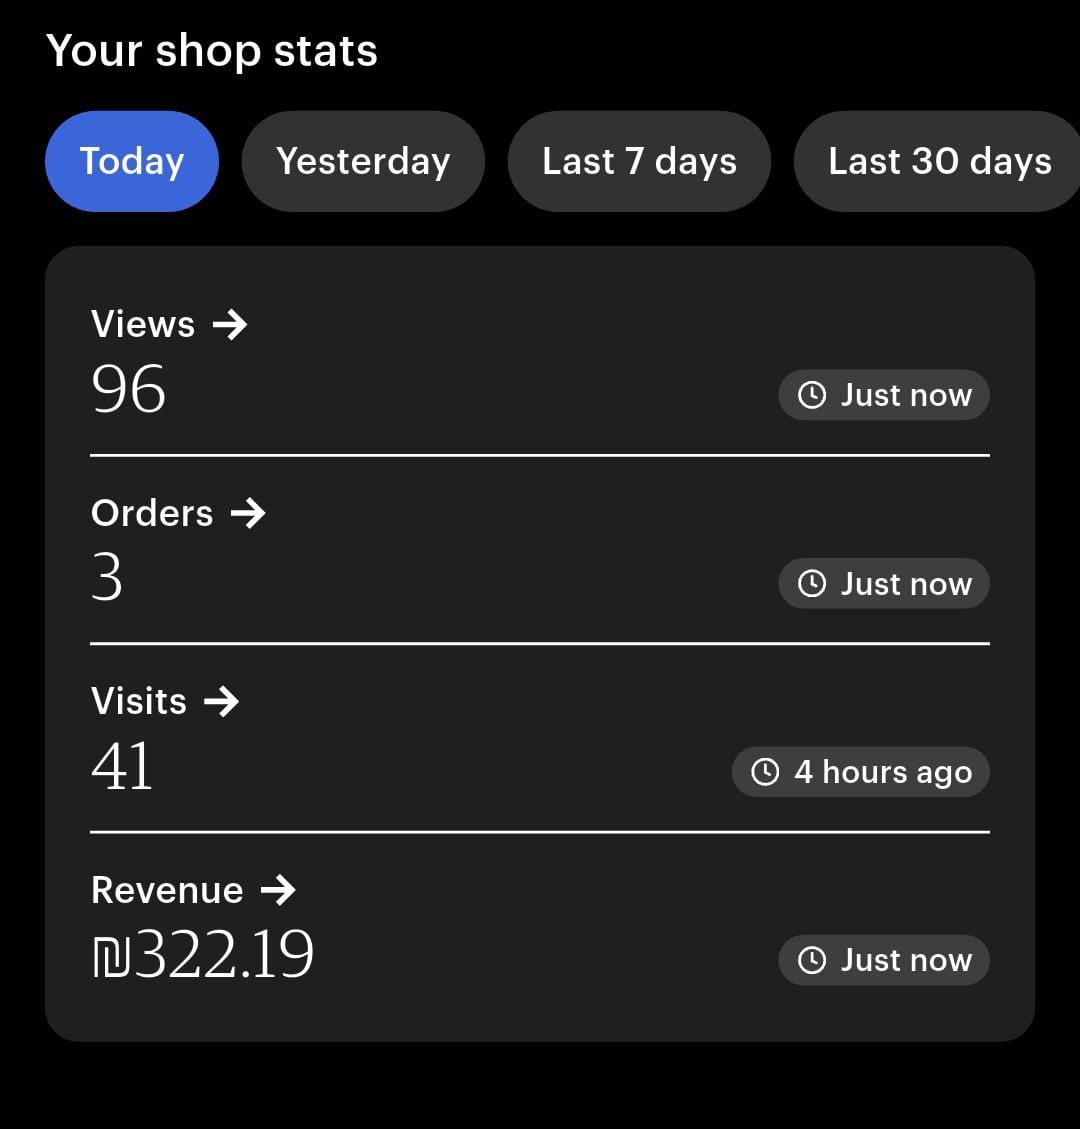 Your shop stats
Today Yesterday Last 7 days Last 30 days
Views →
96
Just now
Orders →
3
Just now
Visits →
41
4 hours ago
Revenue →
₪322.19
Just now